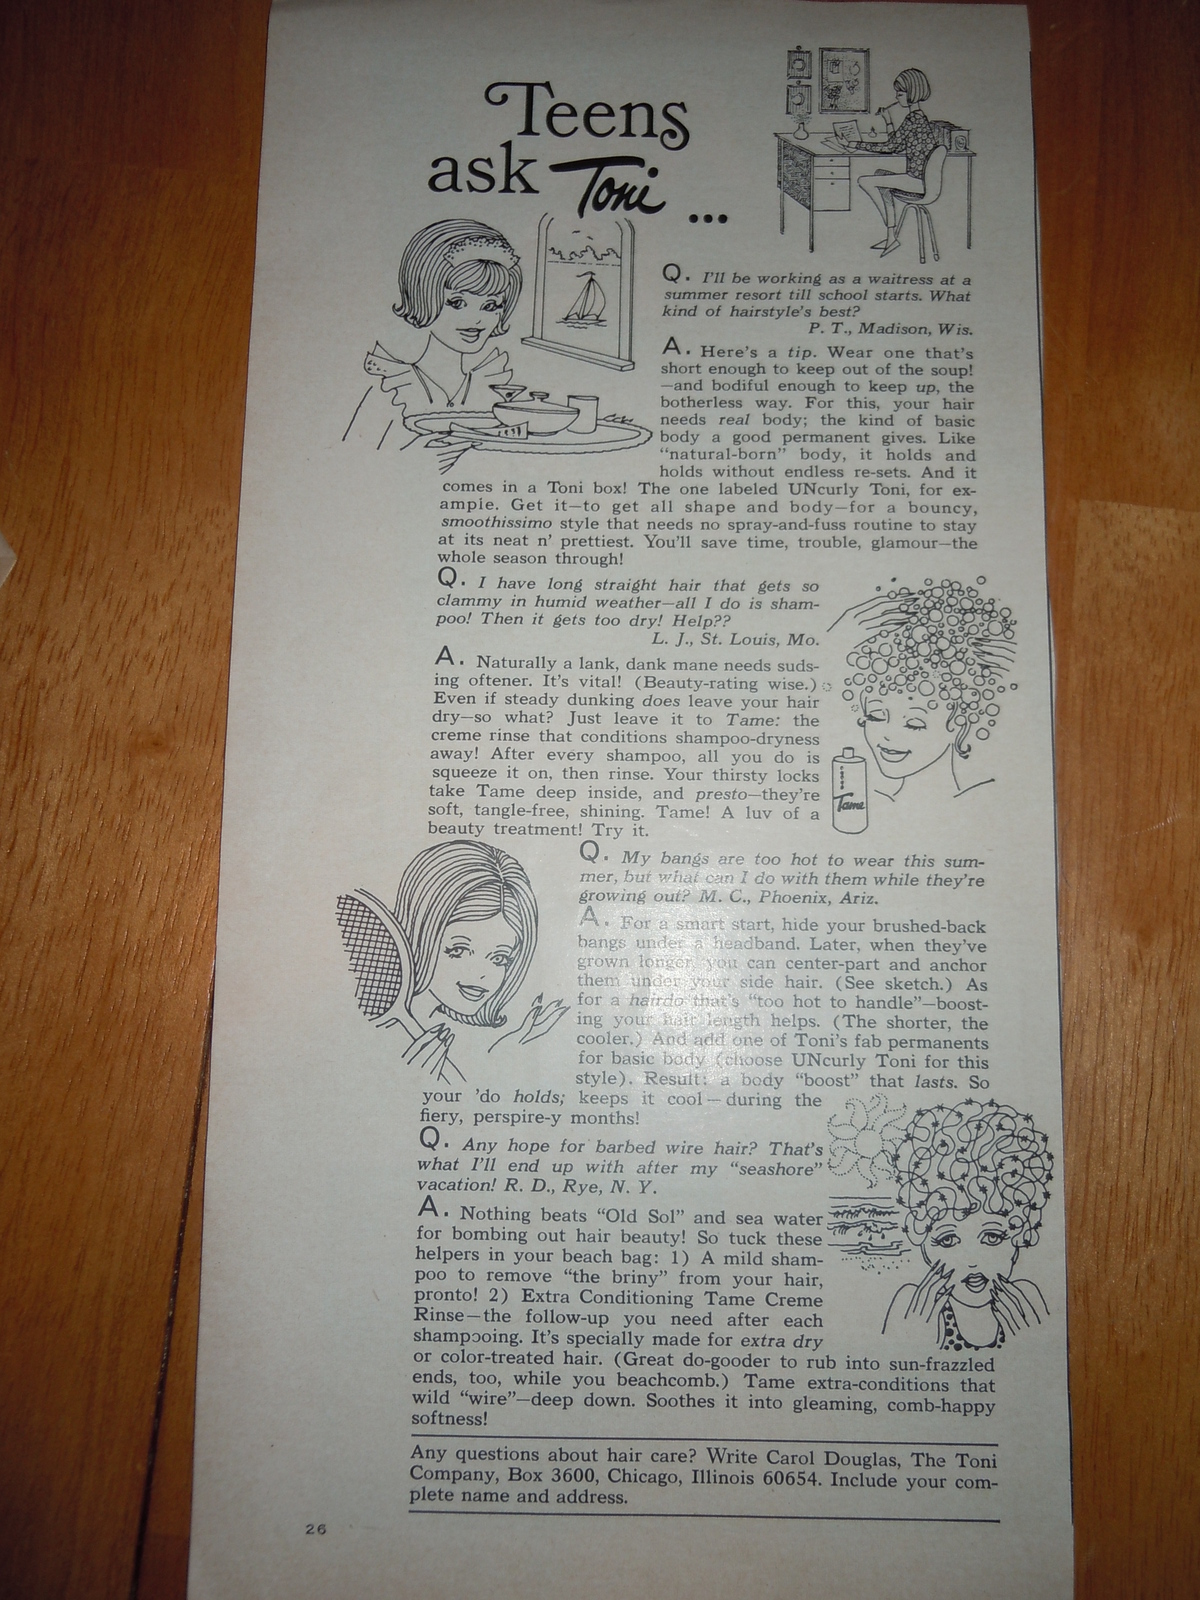 Teens
ask Toni ...
Q. I'll be working as a waitress at a
summer resort till school starts. What
kind of hairstyle's best?
P. T., Madison, Wis.
A. Here's a tip. Wear one that's
short enough to keep out of the soup!
—and bodiful enough to keep up, the
botherless way. For this, your hair
needs real body; the kind of basic
body a good permanent gives. Like
“natural-born” body, it holds and
holds without endless re-sets. And it
comes in a Toni box! The one labeled UNcurly Toni, for ex-
ample. Get it—to get all shape and body—for a bouncy,
smoothissimo style that needs no spray-and-fuss routine to stay
at its neat n' prettiest. You'll save time, trouble, glamour—the
whole season through!
Q. I have long straight hair that gets so
clammy in humid weather—all I do is sham-
poo! Then it gets too dry! Help??
L. J., St. Louis, Mo.
A. Naturally a lank, dank mane needs suds-
ing oftener. It's vital! (Beauty-rating wise.)
Even if steady dunking does leave your hair
dry—so what? Just leave it to Tame: the
creme rinse that conditions shampoo-dryness
away! After every shampoo, all you do is
squeeze it on, then rinse. Your thirsty locks
take Tame deep inside, and presto—they're
soft, tangle-free, shining. Tame! A luv of a
beauty treatment! Try it.
Tame
Q. My bangs are too hot to wear this sum-
mer, but what can I do with them while they're
growing out? M. C., Phoenix, Ariz.
A. For a smart start, hide your brushed-back
bangs under a headband. Later, when they've
grown longer, you can center-part and anchor
them under your side hair. (See sketch.) As
for a hairdo that's “too hot to handle”—boost-
ing your hair length helps. (The shorter, the
cooler.) And add one of Toni's fab permanents
for basic body (choose UNcurly Toni for this
style). Result: a body “boost” that lasts. So
your 'do holds; keeps it cool—during the
fiery, perspire-y months!
Q. Any hope for barbed wire hair? That's
what I'll end up with after my “seashore”
vacation! R. D., Rye, N. Y.
A. Nothing beats “Old Sol” and sea water
for bombing out hair beauty! So tuck these
helpers in your beach bag: 1) A mild sham-
poo to remove “the briny” from your hair,
pronto! 2) Extra Conditioning Tame Creme
Rinse—the follow-up you need after each
shampooing. It's specially made for extra dry
or color-treated hair. (Great do-gooder to rub into sun-frazzled
ends, too, while you beachcomb.) Tame extra-conditions that
wild “wire”—deep down. Soothes it into gleaming, comb-happy
softness!
Any questions about hair care? Write Carol Douglas, The Toni
Company, Box 3600, Chicago, Illinois 60654. Include your com-
plete name and address.
26